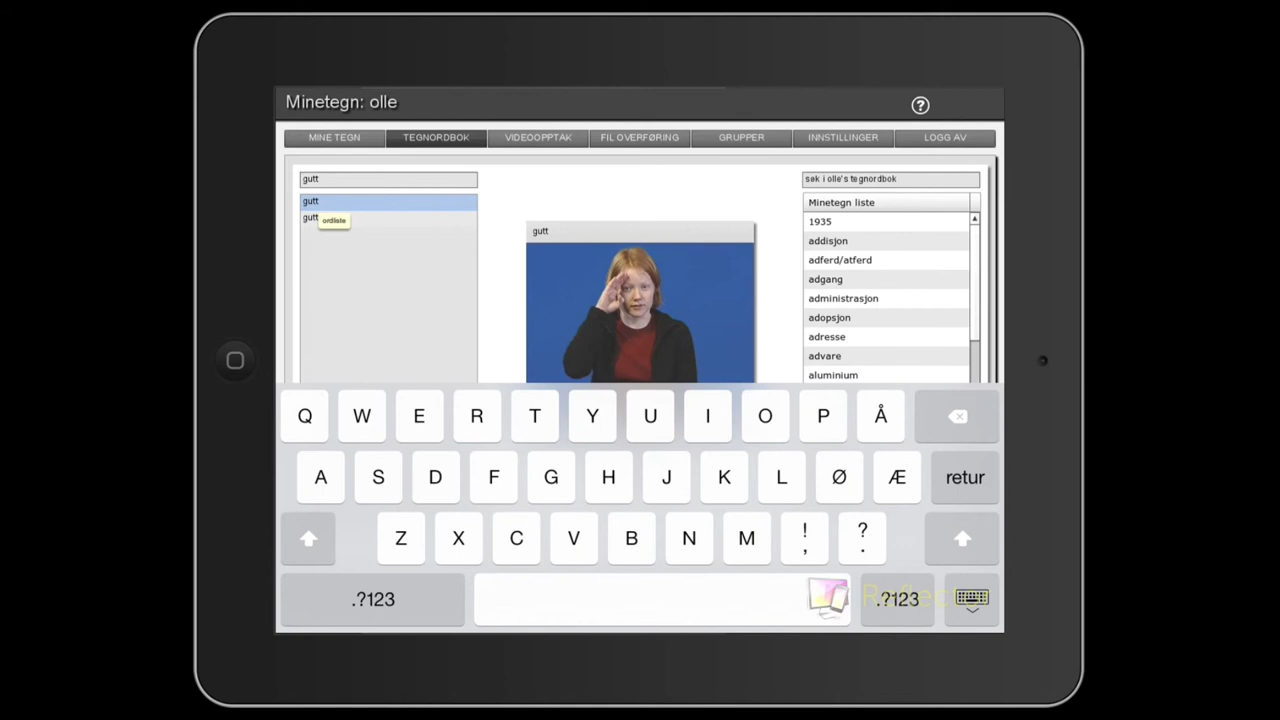 Minetegn: olle
?
MINE TEGN
TEGNORDBOK
VIDEOOPPTAK
FIL OVERFØRING
GRUPPER
INNSTILLINGER
LOGG AV
gutt
gutt
gutt
ordliste
gutt
søk i olle's tegnordbok
Minetegn liste
1935
addisjon
adferd/atferd
adgang
administrasjon
adopsjon
adresse
advare
aluminium
Q W E R T Y U I O P Å
A S D F G H J K L Ø Æ retur
Z X C V B N M ! , ? .
.?123
.?123